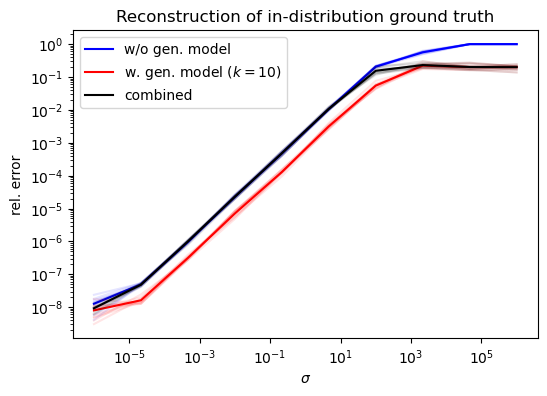 Reconstruction of in-distribution ground truth
w/o gen. model
w. gen. model (k = 10)
combined
rel. error
10⁰
10⁻¹
10⁻²
10⁻³
10⁻⁴
10⁻⁵
10⁻⁶
10⁻⁷
10⁻⁸
10⁻⁵
10⁻³
10⁻¹
10¹
10³
10⁵
σ